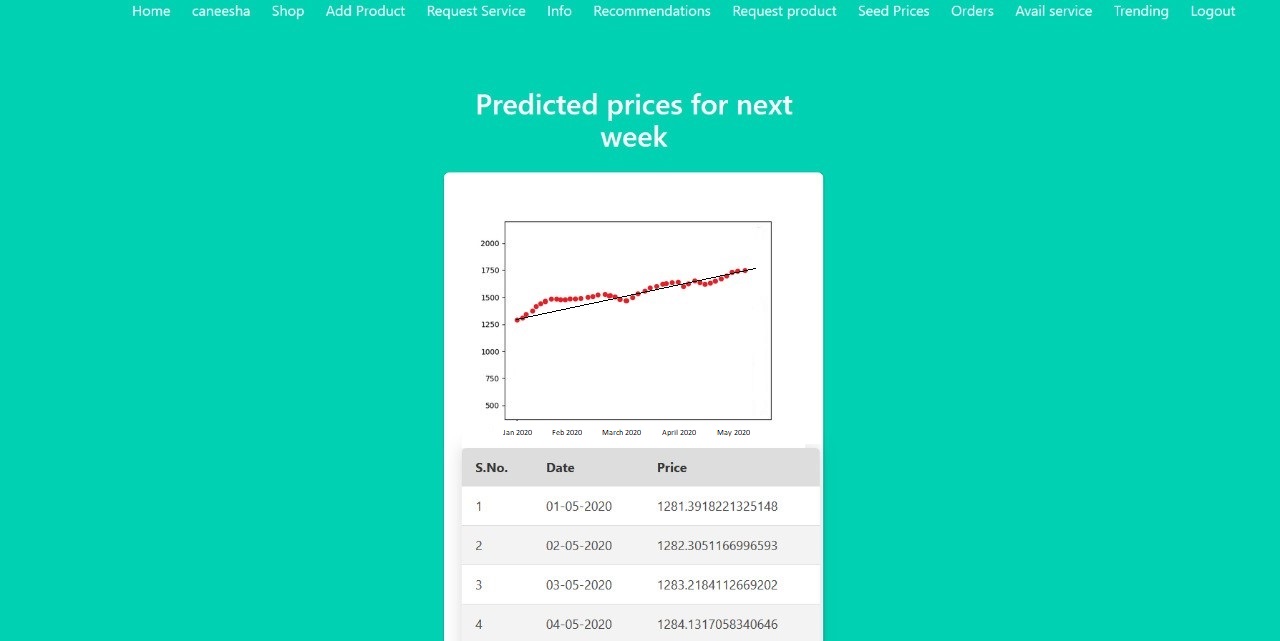 Home caneesha Shop Add Product Request Service Info Recommendations Request product Seed Prices Orders Avail service Trending Logout
Predicted prices for next
week
2000
1750
1500
1250
1000
750
500
Jan 2020 Feb 2020 March 2020 April 2020 May 2020
S.No. Date Price
1 01-05-2020 1281.3918221325148
2 02-05-2020 1282.3051166996593
3 03-05-2020 1283.2184112669202
4 04-05-2020 1284.1317058340646